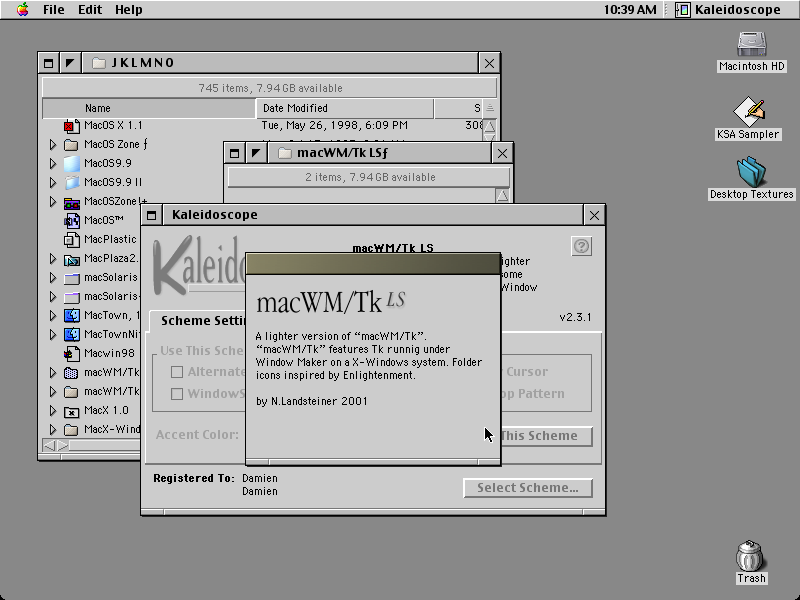 File Edit Help
10:39 AM
Kaleidoscope
Macintosh HD
KSA Sampler
Desktop Textures
Trash
JKLMNO
745 items, 7.94 GB available
Name
Date Modified
S
MacOS X 1.1
Tue, May 26, 1998, 6:09 PM
308
MacOS Zone ƒ
MacOS9.9
MacOS9.9 II
MacOSZone!+
MacOS™
MacPlastic
MacPlaza2.
macSolaris
macSolaris-
MacTown, 1
MacTownNi
Macwin98
macWM/Tk
macWM/Tk
MacX 1.0
MacX-Wind
macWM/Tk LSƒ
2 items, 7.94 GB available
Kaleidoscope
Kaleido
macWM/Tk LS
ghter
some
Window
v2.3.1
Scheme Setti
Use This Sche
Alternate
WindowS
Cursor
op Pattern
Accent Color:
This Scheme
Registered To: Damien
Damien
Select Scheme...
macWM/Tk LS
A lighter version of “macWM/Tk”.
“macWM/Tk” features Tk runnig under
Window Maker on a X-Windows system. Folder
icons inspired by Enlightenment.
by N.Landsteiner 2001